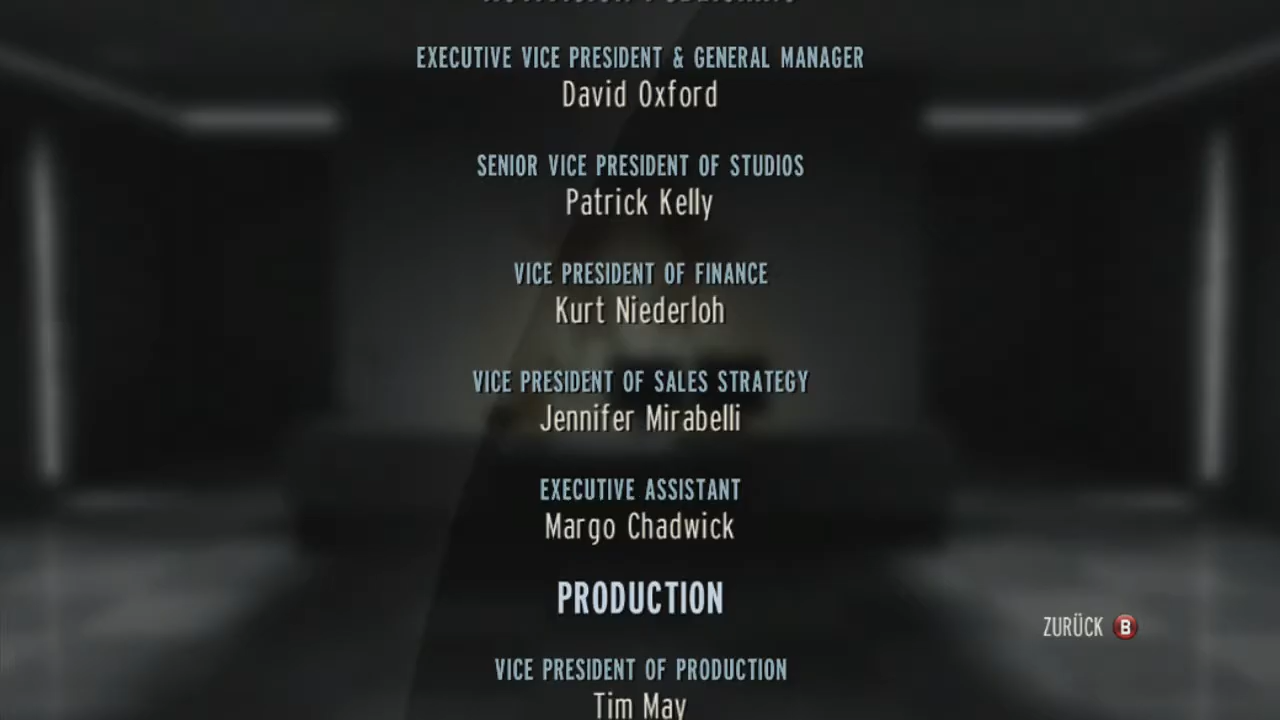 EXECUTIVE VICE PRESIDENT & GENERAL MANAGER
David Oxford
SENIOR VICE PRESIDENT OF STUDIOS
Patrick Kelly
VICE PRESIDENT OF FINANCE
Kurt Niederloh
VICE PRESIDENT OF SALES STRATEGY
Jennifer Mirabelli
EXECUTIVE ASSISTANT
Margo Chadwick
PRODUCTION
ZURÜCK B
VICE PRESIDENT OF PRODUCTION
Tim May